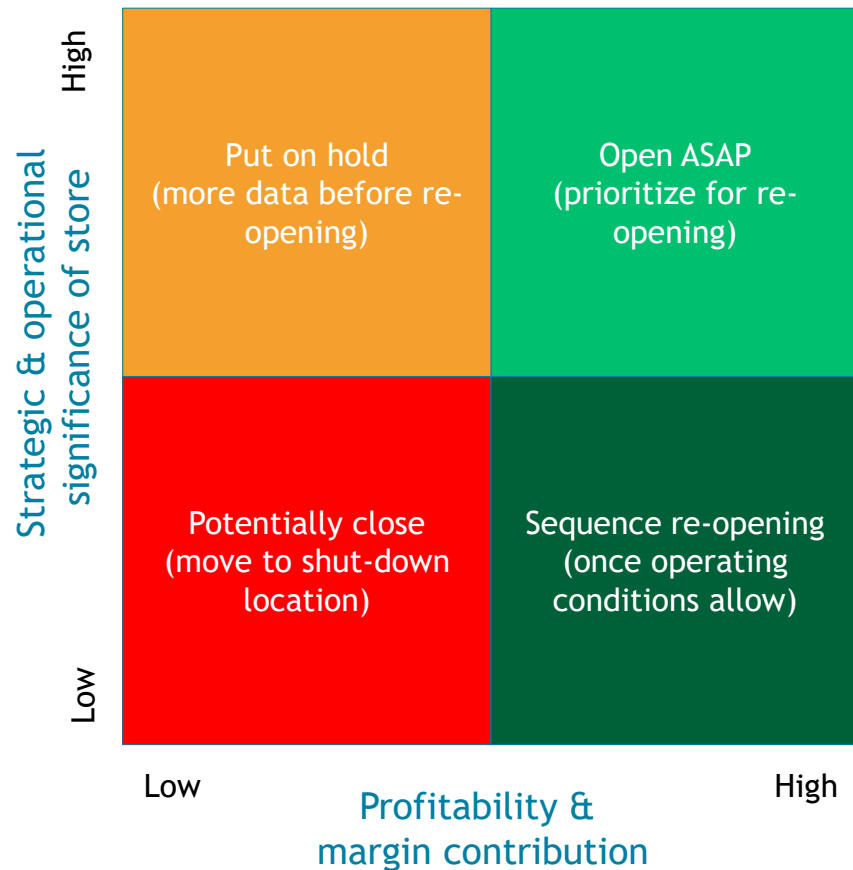 High
Strategic & operational
significance of store
Low
Put on hold
(more data before re-
opening)
Open ASAP
(prioritize for re-
opening)
Potentially close
(move to shut-down
location)
Sequence re-opening
(once operating
conditions allow)
Low
High
Profitability &
margin contribution